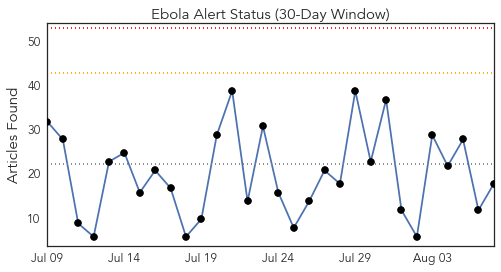 Ebola Alert Status (30-Day Window)
Articles Found
50
40
30
20
10
Jul 09 Jul 14 Jul 19 Jul 24 Jul 29 Aug 03